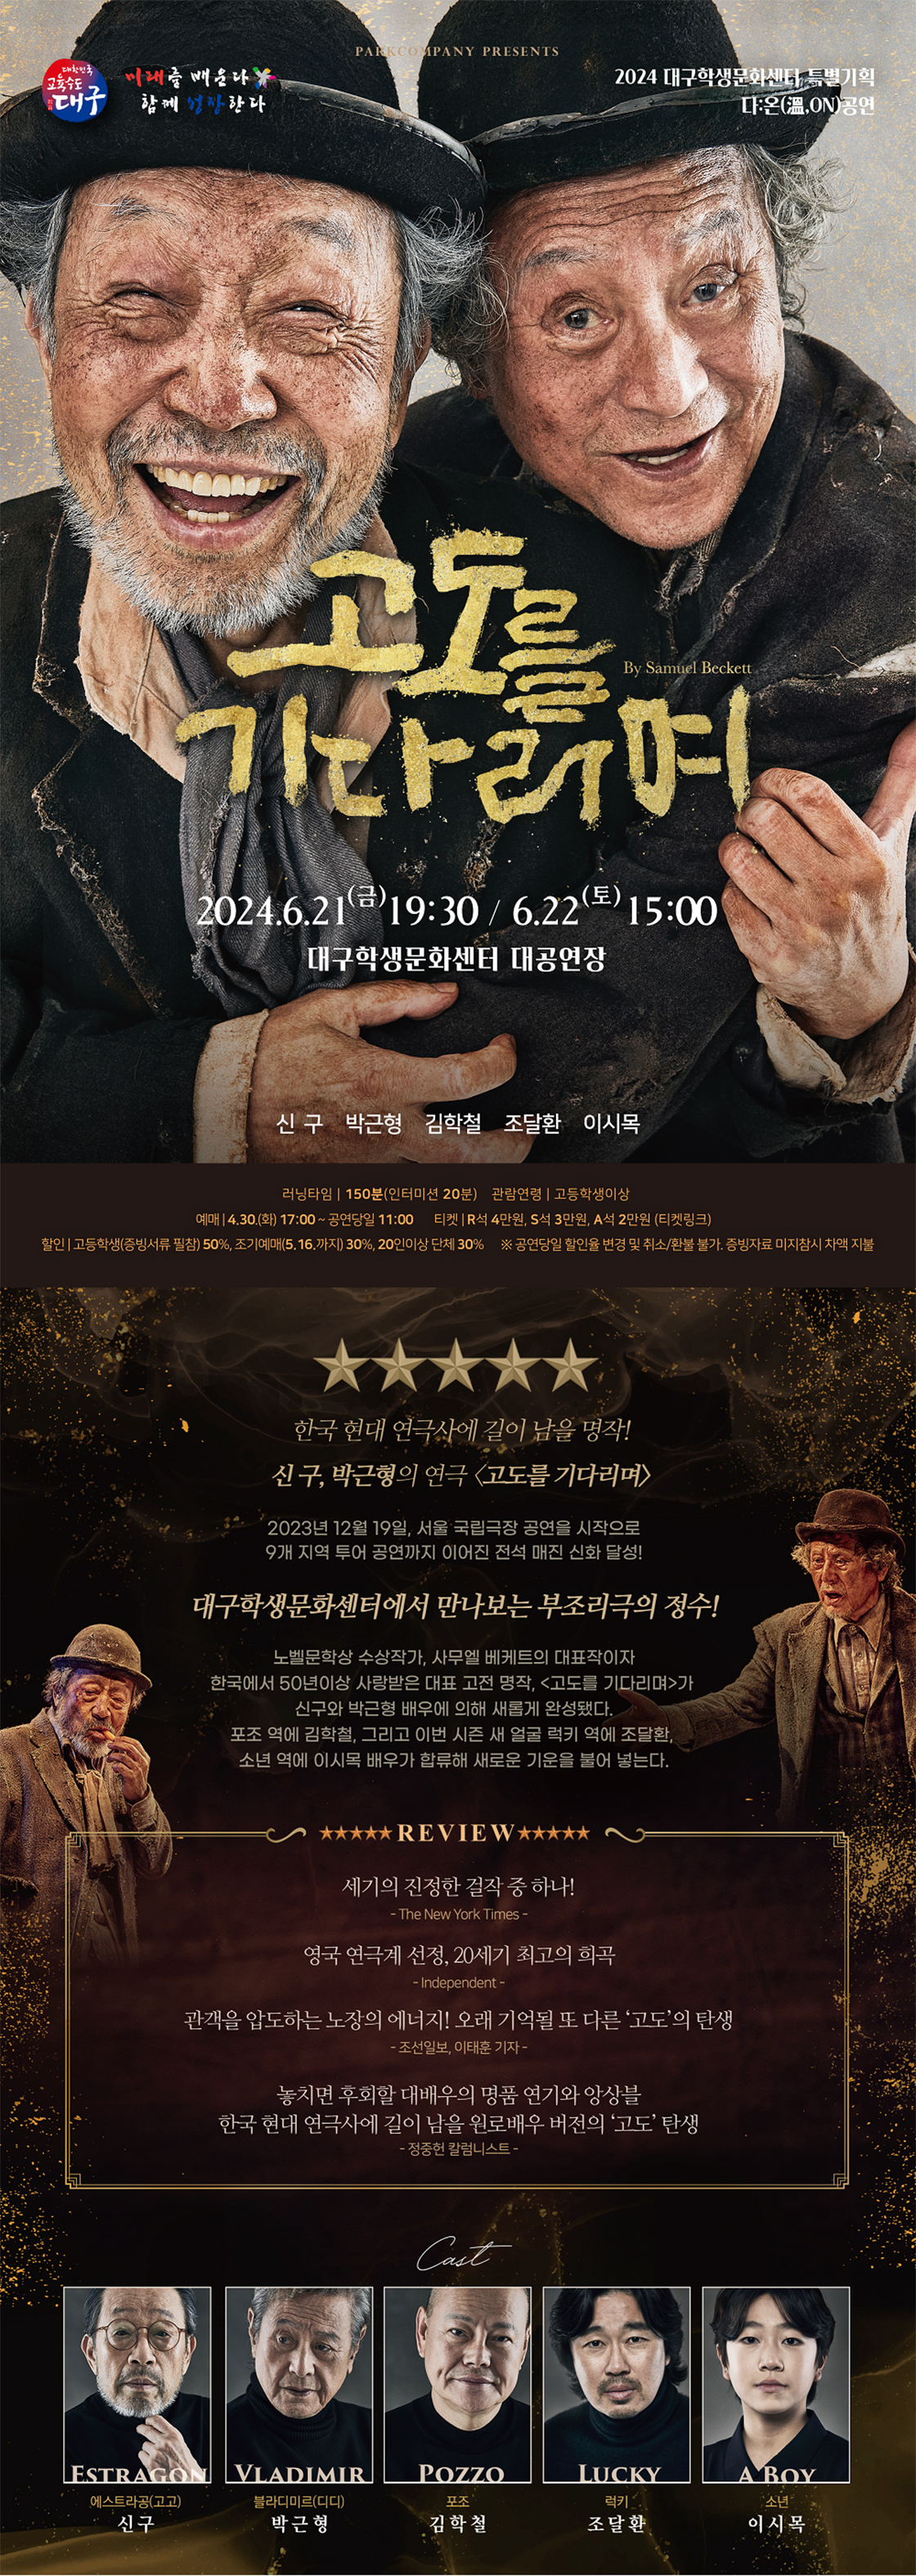 PARKCOMPANY PRESENTS
대한민국
교육수도
대구
미래를 배운다
함께 성장한다
2024 대구학생문화센터 특별기획
다:온(溫,ON)공연
고도를
By Samuel Beckett
기다리며
2024.6.21(금)19:30 / 6.22(토)15:00
대구학생문화센터 대공연장
신 구 박근형 김학철 조달환 이시목
러닝타임 | 150분(인터미션 20분) 관람연령 | 고등학생이상
예매 | 4.30.(화) 17:00 ~ 공연당일 11:00 티켓 | R석 4만원, S석 3만원, A석 2만원 (티켓링크)
할인 | 고등학생(증빙서류 필참) 50%, 조기예매(5.16.까지) 30%, 20인이상 단체 30% ※ 공연당일 할인율 변경 및 취소/환불 불가. 증빙자료 미지참시 차액 지불
한국 현대 연극사에 길이 남을 명작!
신 구, 박근형의 연극 <고도를 기다리며>
2023년 12월 19일, 서울 국립극장 공연을 시작으로
9개 지역 투어 공연까지 이어진 전석 매진 신화 달성!
대구학생문화센터에서 만나보는 부조리극의 정수!
노벨문학상 수상작가, 사무엘 베케트의 대표작이자
한국에서 50년이상 사랑받은 대표 고전 명작, <고도를 기다리며>가
신구와 박근형 배우에 의해 새롭게 완성됐다.
포조 역에 김학철, 그리고 이번 시즌 새 얼굴 럭키 역에 조달환,
소년 역에 이시목 배우가 합류해 새로운 기운을 불어 넣는다.
★★★★★REVIEW★★★★★
세기의 진정한 걸작 중 하나!
- The New York Times -
영국 연극계 선정, 20세기 최고의 희곡
- Independent -
관객을 압도하는 노장의 에너지! 오래 기억될 또 다른 ‘고도’의 탄생
- 조선일보, 이태훈 기자 -
놓치면 후회할 대배우의 명품 연기와 앙상블
한국 현대 연극사에 길이 남을 원로배우 버전의 ‘고도’ 탄생
- 정중헌 칼럼니스트 -
Cast
ESTRAGON VLADIMIR POZZO LUCKY A BOY
에스트라공(고고) 블라디미르(디디) 포조 럭키 소년
신구 박근형 김학철 조달환 이시목